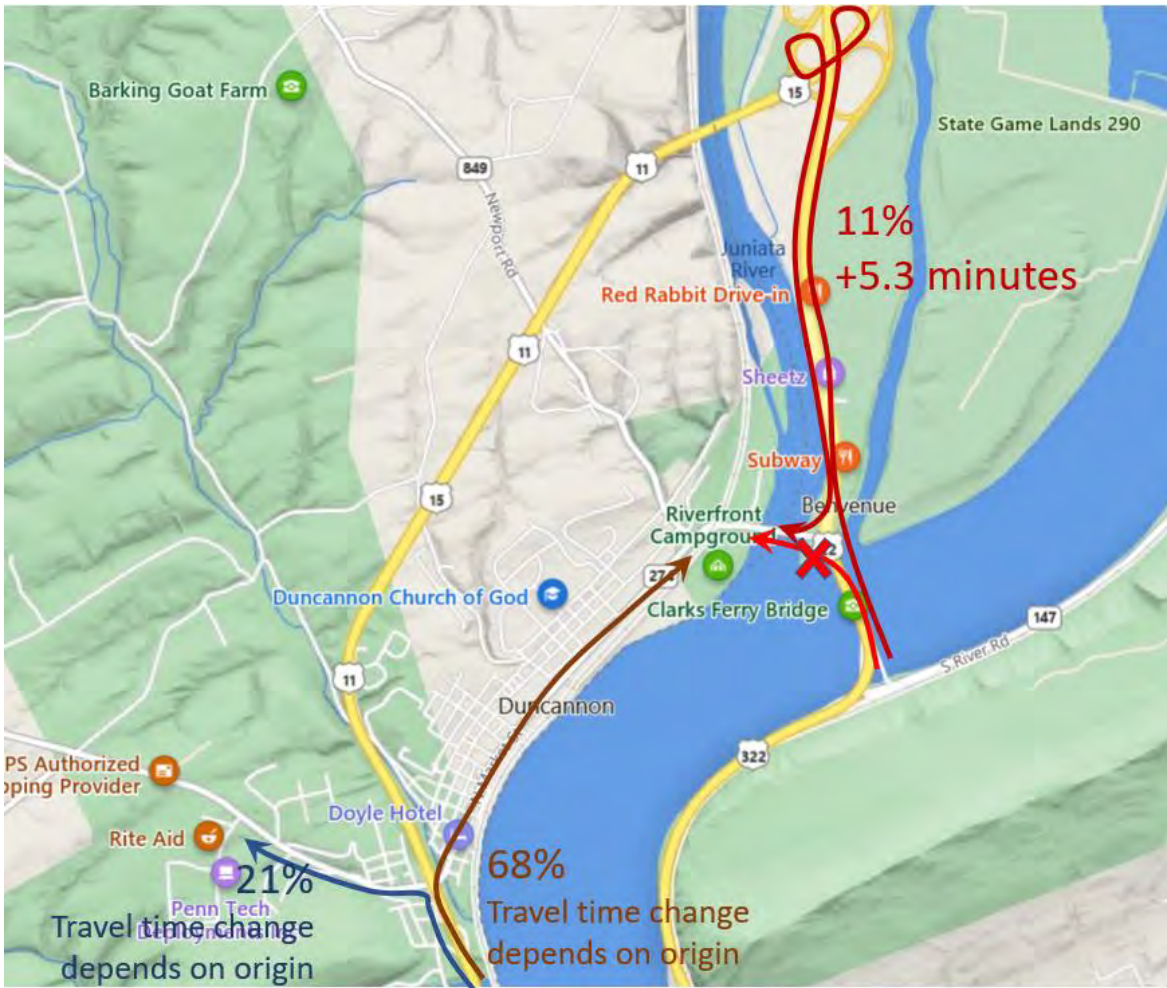 15
Barking Goat Farm
State Game Lands 290
849
11
Newport Rd
11%
Juniata
River
+5.3 minutes
Red Rabbit Drive-in
11
Sheetz
Subway
15
Benvenue
Riverfront
Campground
274
Duncannon Church of God
Clarks Ferry Bridge
147
S River Rd
11
Duncannon
322
PS Authorized
pping Provider
Doyle Hotel
Rite Aid
21%
68%
Penn Tech
Travel time change
depends on origin
Travel time change
depends on origin